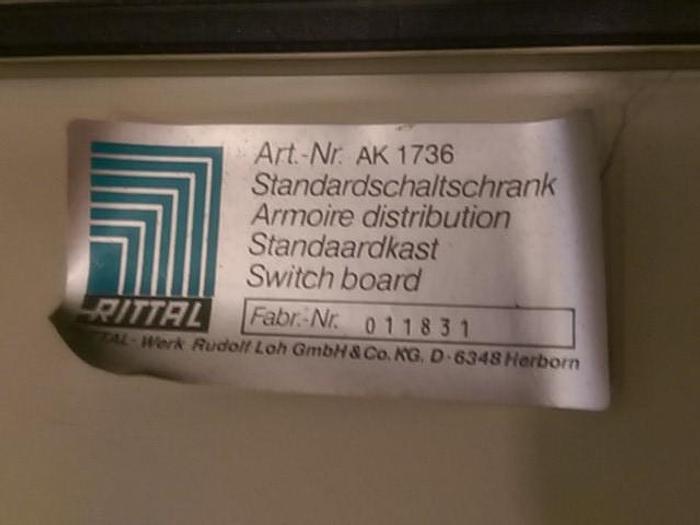 Art.-Nr. AK 1736
Standardschaltschrank
Armoire distribution
Standaardkast
Switch board
RITTAL
Fabr.-Nr. 011831
TAL-Werk Rudolf Loh GmbH & Co. KG, D-6348 Herborn